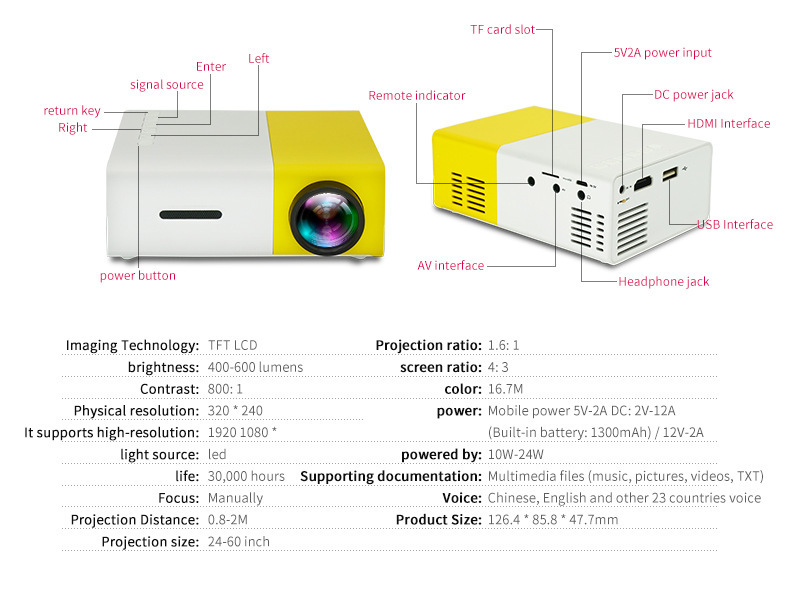 TF card slot
5V2A power input
Left
Enter
signal source
Remote indicator
DC power jack
return key
HDMI Interface
Right
USB Interface
AV interface
power button
Headphone jack
Imaging Technology: TFT LCD
Projection ratio: 1.6: 1
brightness: 400-600 lumens
screen ratio: 4: 3
Contrast: 800: 1
color: 16.7M
Physical resolution: 320 * 240
power: Mobile power 5V-2A DC: 2V-12A
It supports high-resolution: 1920 1080 *
(Built-in battery: 1300mAh) / 12V-2A
light source: led
powered by: 10W-24W
life: 30,000 hours
Supporting documentation: Multimedia files (music, pictures, videos, TXT)
Focus: Manually
Voice: Chinese, English and other 23 countries voice
Projection Distance: 0.8-2M
Product Size: 126.4 * 85.8 * 47.7mm
Projection size: 24-60 inch